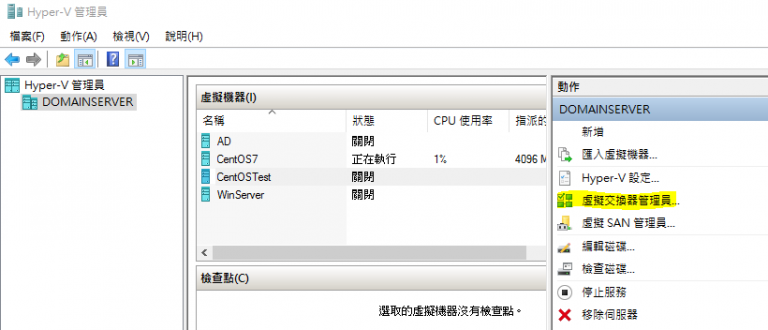 Hyper-V 管理員
檔案(F) 動作(A) 檢視(V) 說明(H)
Hyper-V 管理員
DOMAINSERVER
虛擬機器(I)
名稱 狀態 CPU 使用率 指派的
AD 關閉
CentOS7 正在執行 1% 4096 M
CentOSTest 關閉
WinServer 關閉
檢查點(C)
選取的虛擬機器沒有檢查點。
動作
DOMAINSERVER
新增
匯入虛擬機器...
Hyper-V 設定...
虛擬交換器管理員...
虛擬 SAN 管理員...
編輯磁碟...
檢查磁碟...
停止服務
移除伺服器